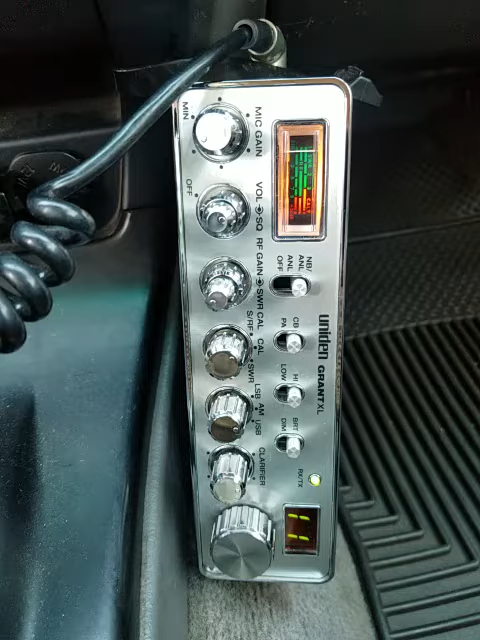 MIN
MIC GAIN
OFF
VOL SQ
RF GAIN SWR CAL
S/RF CAL SWR
LSB AM USB
CLARIFIER
NB/
ANL
ANL
OFF
CB
PA
uniden GRANT XL
HI
LOW
BRT
DIM
RX/TX
11